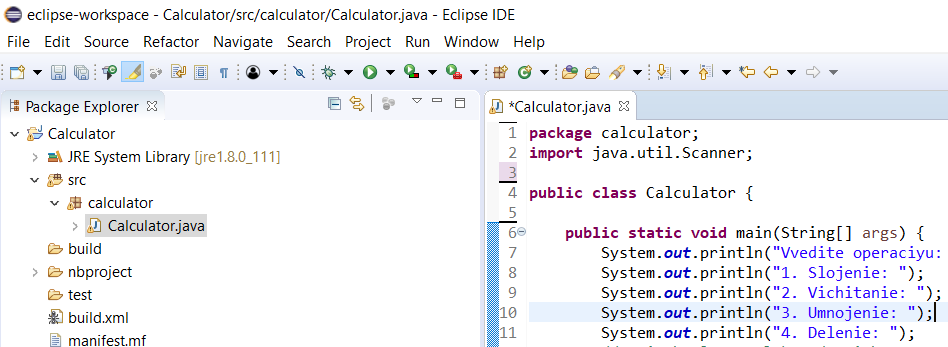 eclipse-workspace - Calculator/src/calculator/Calculator.java - Eclipse IDE
File Edit Source Refactor Navigate Search Project Run Window Help
Package Explorer
Calculator
JRE System Library [jre1.8.0_111]
src
calculator
Calculator.java
build
nbproject
test
build.xml
manifest.mf
*Calculator.java
1 package calculator;
2 import java.util.Scanner;
3
4 public class Calculator {
5
6 public static void main(String[] args) {
7 System.out.println("Vvedite operaciyu:
8 System.out.println("1. Slojenie: ");
9 System.out.println("2. Vichitanie: ");
10 System.out.println("3. Umnojenie: ");
11 System.out.println("4. Delenie: ");